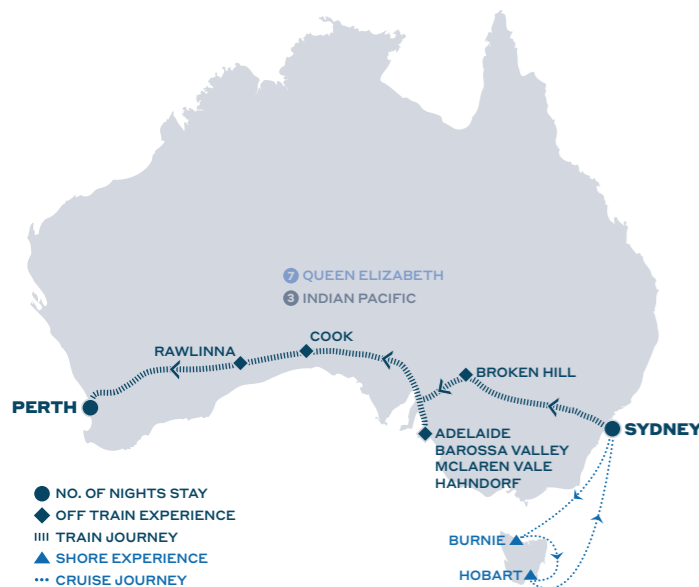 7 QUEEN ELIZABETH
3 INDIAN PACIFIC
COOK
RAWLINNA
BROKEN HILL
PERTH
SYDNEY
ADELAIDE
BAROSSA VALLEY
MCLAREN VALE
HAHNDORF
NO. OF NIGHTS STAY
OFF TRAIN EXPERIENCE
TRAIN JOURNEY
SHORE EXPERIENCE
CRUISE JOURNEY
BURNIE
HOBART